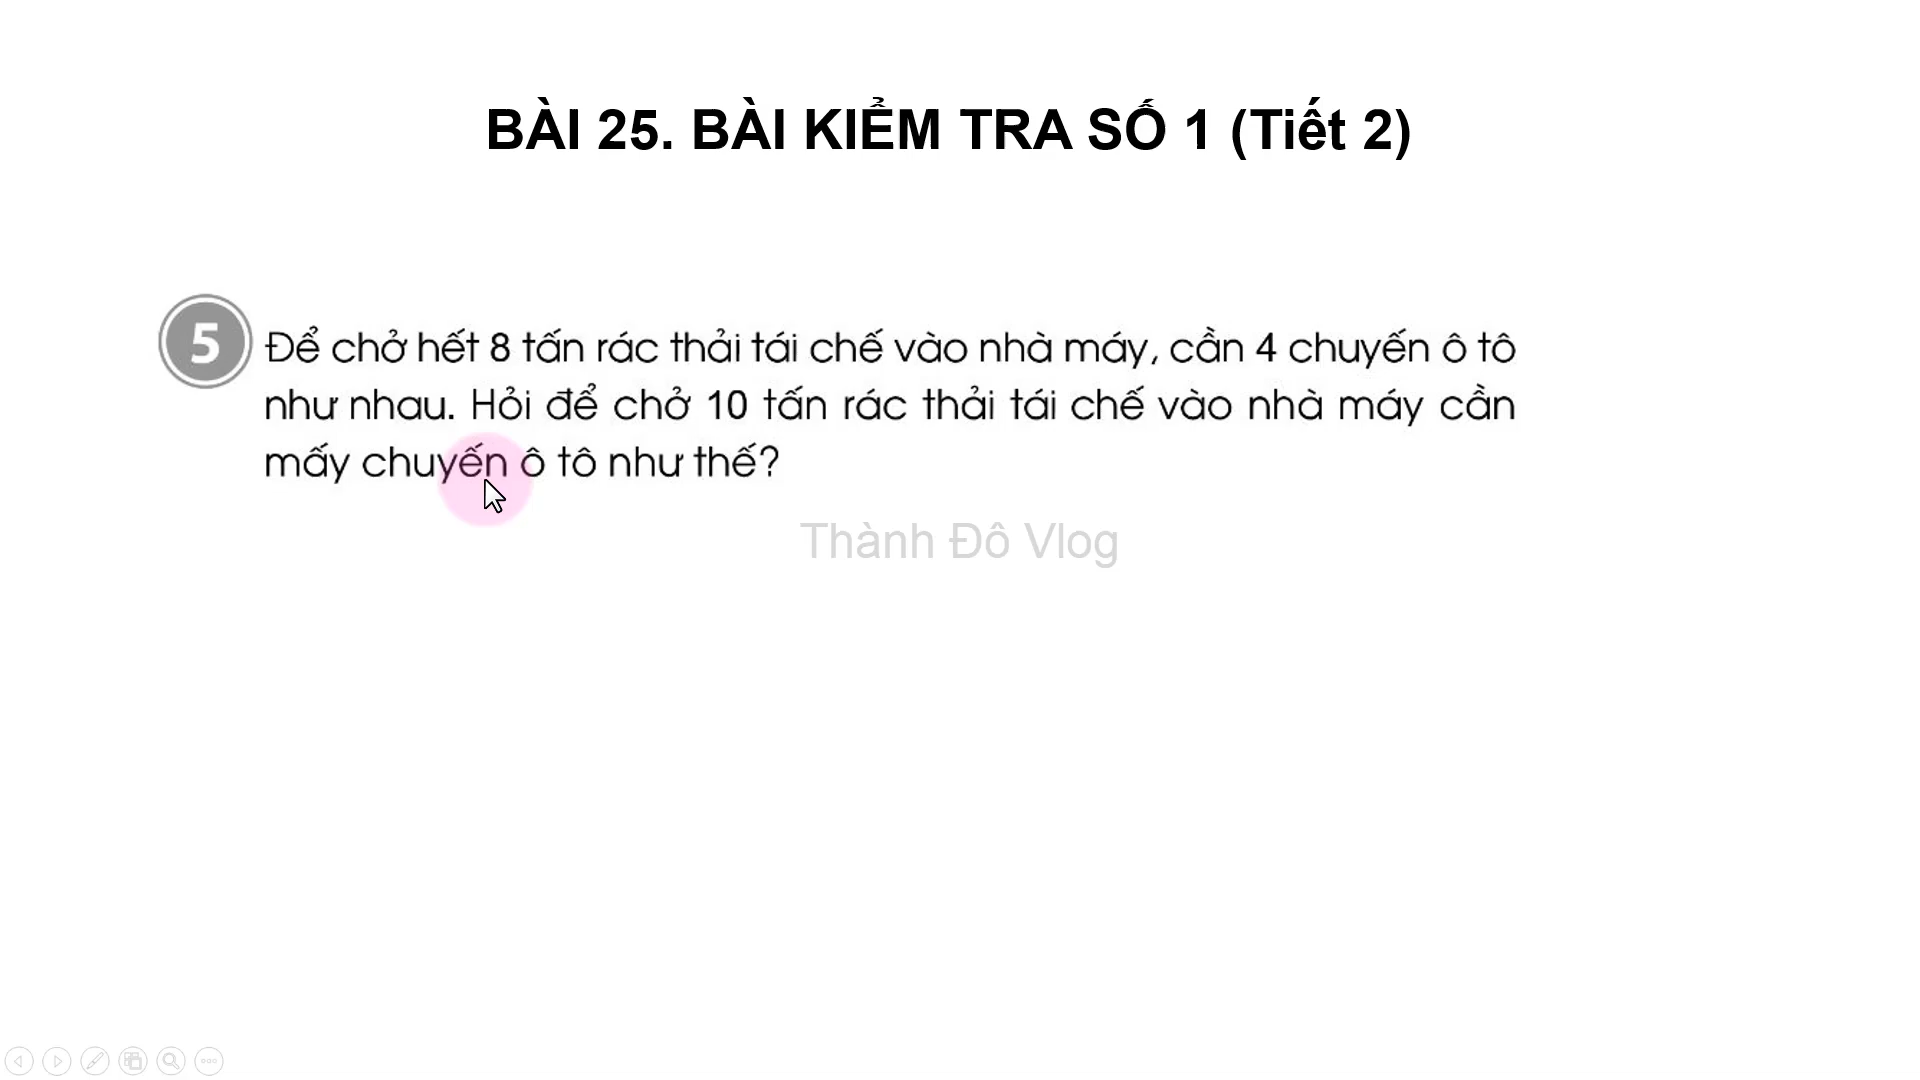 BÀI 25. BÀI KIỂM TRA SỐ 1 (Tiết 2)
5 Để chở hết 8 tấn rác thải tái chế vào nhà máy, cần 4 chuyến ô tô
như nhau. Hỏi để chở 10 tấn rác thải tái chế vào nhà máy cần
mấy chuyến ô tô như thế?
Thành Đô Vlog